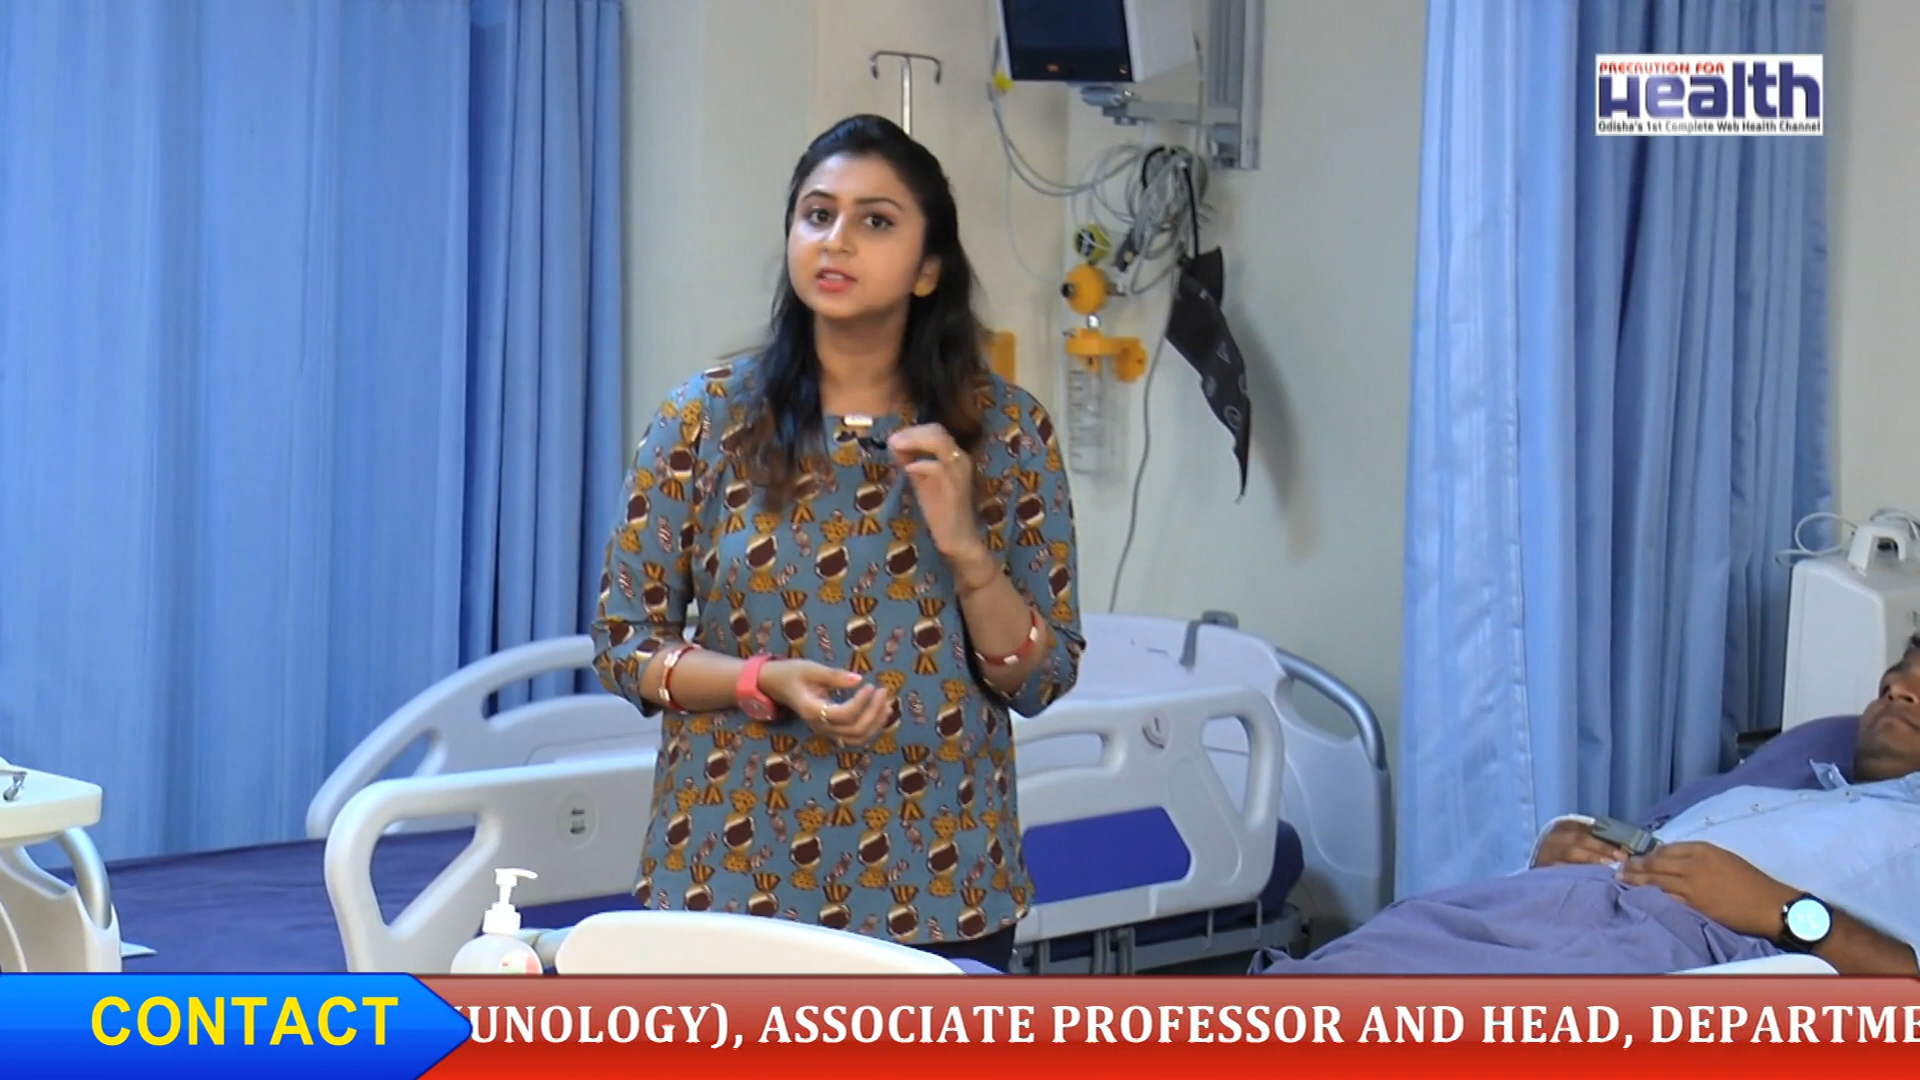 PRECAUTION FOR
Health
Odisha's 1st Complete Web Health Channel
CONTACT
UNOLOGY), ASSOCIATE PROFESSOR AND HEAD, DEPARTME